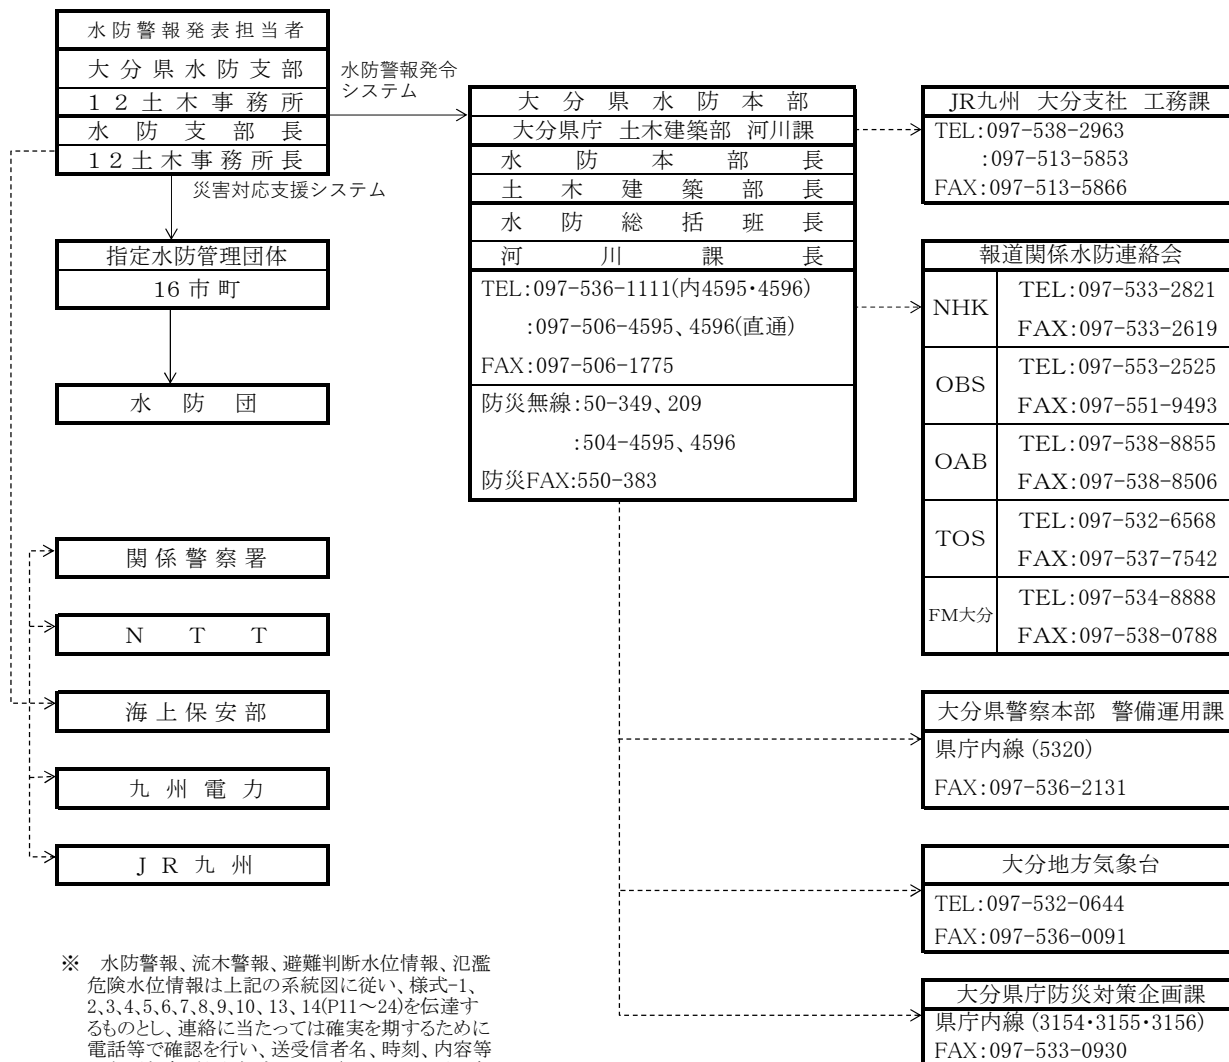 水防警報発表担当者
大分県水防支部
12土木事務所
水防支部長
12土木事務所長
水防警報発令
システム
災害対応支援システム
指定水防管理団体
16市町
水防団
関係警察署
NTT
海上保安部
九州電力
JR九州
※ 水防警報、流木警報、避難判断水位情報、氾濫
危険水位情報は上記の系統図に従い、様式-1、
2,3,4,5,6,7,8,9,10、13、14(P11～24)を伝達す
るものとし、連絡に当たっては確実を期するために
電話等で確認を行い、送受信者名、時刻、内容等
大分県水防本部
大分県庁 土木建築部 河川課
水防本部長
土木建築部長
水防総括班長
河川課長
TEL:097-536-1111(内4595・4596)
:097-506-4595、4596(直通)
FAX:097-506-1775
防災無線:50-349、209
:504-4595、4596
防災FAX:550-383
JR九州 大分支社 工務課
TEL:097-538-2963
:097-513-5853
FAX:097-513-5866
報道関係水防連絡会
NHK
TEL:097-533-2821
FAX:097-533-2619
OBS
TEL:097-553-2525
FAX:097-551-9493
OAB
TEL:097-538-8855
FAX:097-538-8506
TOS
TEL:097-532-6568
FAX:097-537-7542
FM大分
TEL:097-534-8888
FAX:097-538-0788
大分県警察本部 警備運用課
県庁内線 (5320)
FAX:097-536-2131
大分地方気象台
TEL:097-532-0644
FAX:097-536-0091
大分県庁防災対策企画課
県庁内線 (3154・3155・3156)
FAX:097-533-0930